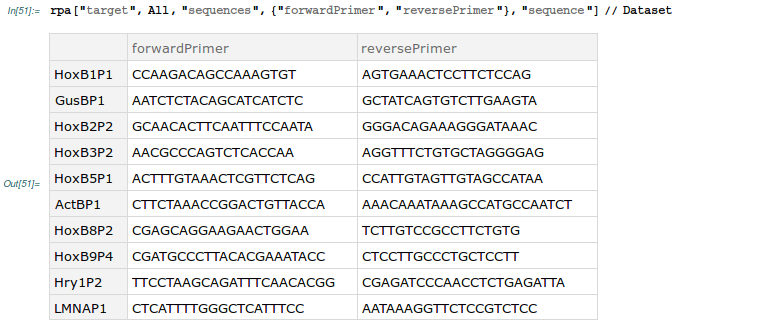 In[51]:= rpa["target", All, "sequences", {"forwardPrimer", "reversePrimer"}, "sequence"] // Dataset
forwardPrimer reversePrimer
HoxB1P1 CCAAGACAGCCAAAGTGT AGTGAAACTCCTTCTCCAG
GusBP1 AATCTCTACAGCATCATCTC GCTATCAGTGTCTTGAAGTA
HoxB2P2 GCAACACTTCAATTTCCAATA GGGACAGAAAGGGATAAAC
HoxB3P2 AACGCCCAGTCTCACCAA AGGTTTCTGTGCTAGGGGAG
HoxB5P1 ACTTTGTAAACTCGTTCTCAG CCATTGTAGTTGTAGCCATAA
Out[51]=
ActBP1 CTTCTAAACCGGACTGTTACCA AAACAAATAAAGCCATGCCAATCT
HoxB8P2 CGAGCAGGAAGAACTGGAA TCTTGTCCGCCTTCTGTG
HoxB9P4 CGATGCCCTTACACGAAATACC CTCCTTGCCCTGCTCCTT
Hry1P2 TTCCTAAGCAGATTTCAACACGG CGAGATCCCAACCTCTGAGATTA
LMNAP1 CTCATTTTGGGCTCATTTCC AATAAAGGTTCTCCGTCTCC